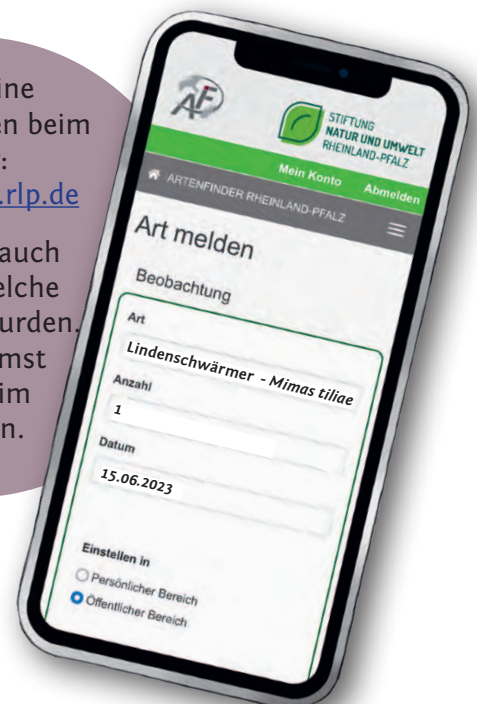 ine
en beim
:
.rlp.de
auch
elche
urden.
mst
im
n.
AF
STIFTUNG
NATUR UND UMWELT
RHEINLAND-PFALZ
Mein Konto Abmelden
ARTENFINDER RHEINLAND-PFALZ
Art melden
Beobachtung
Art
Lindenschwärmer - Mimas tiliae
Anzahl
1
Datum
15.06.2023
Einstellen in
Persönlicher Bereich
Öffentlicher Bereich